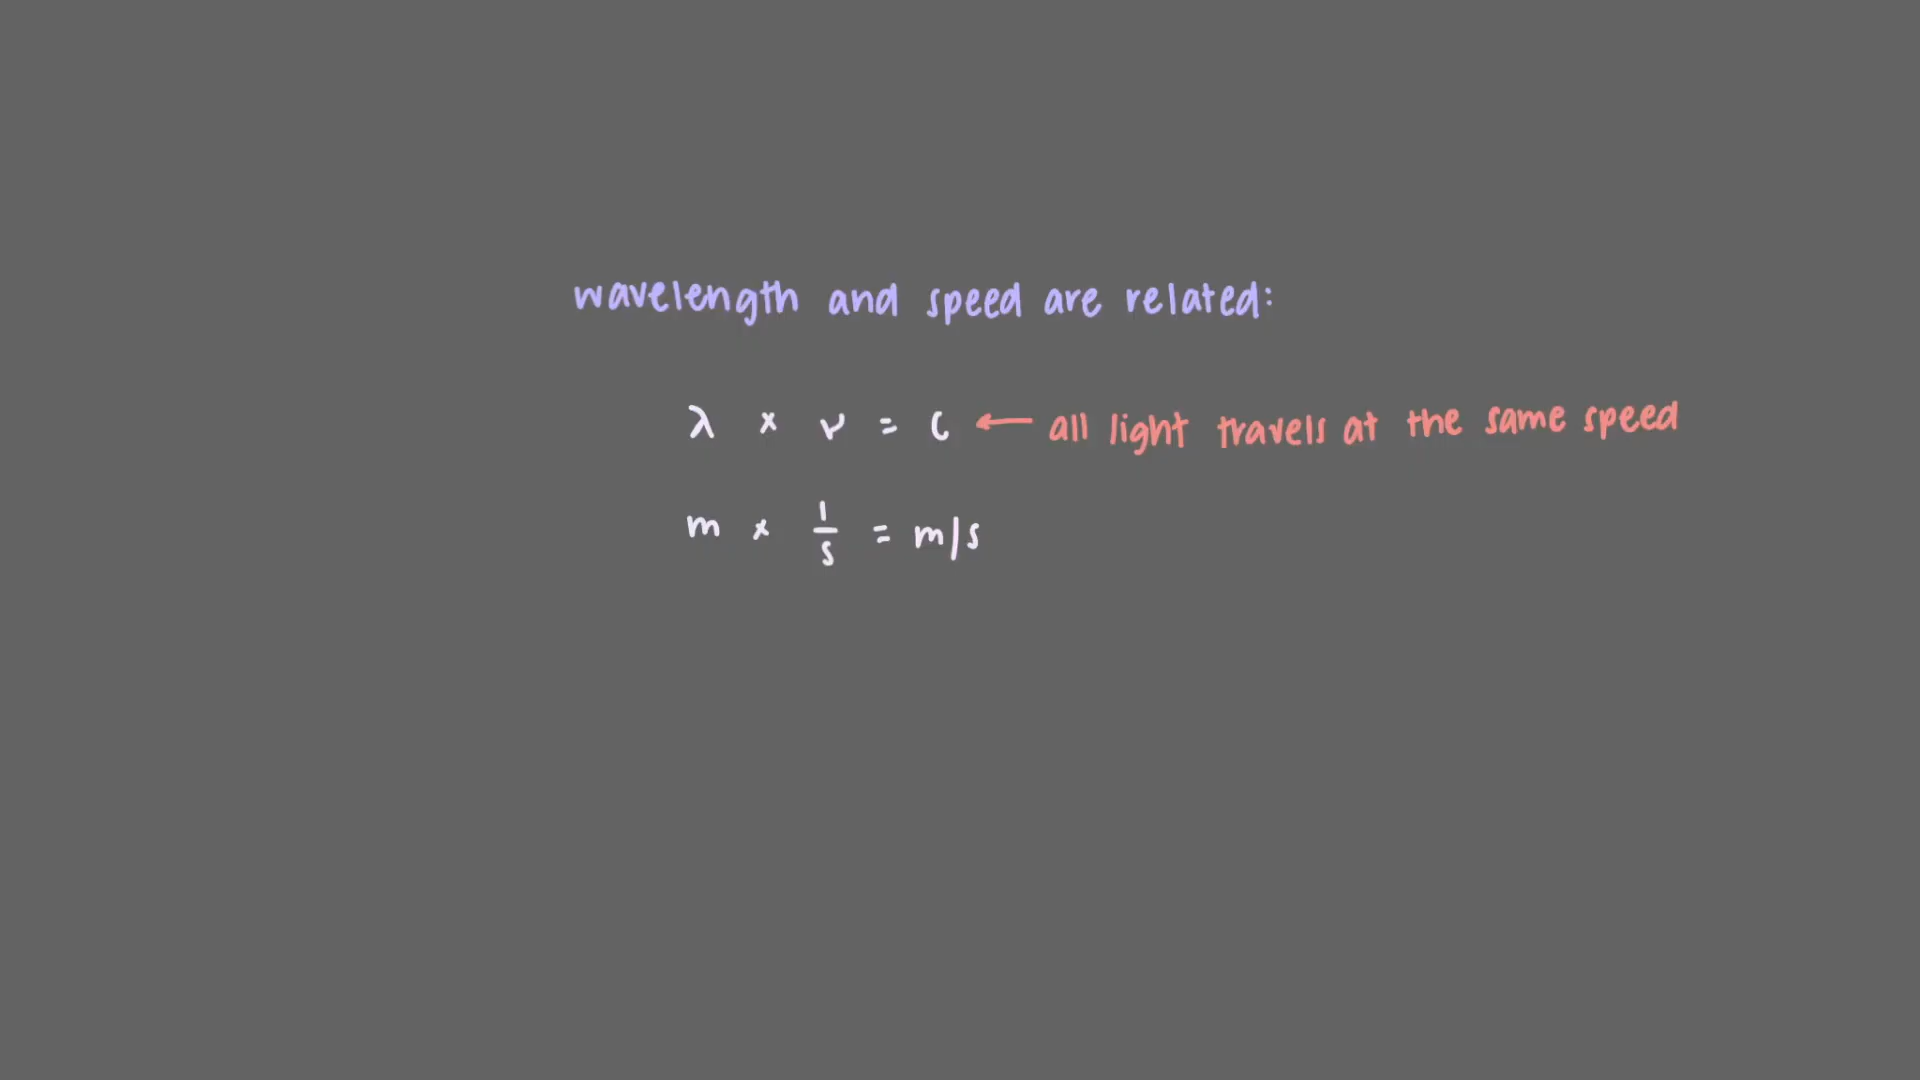 wavelength and speed are related:
λ × ν = c ← all light travels at the same speed
m × 1/s = m/s